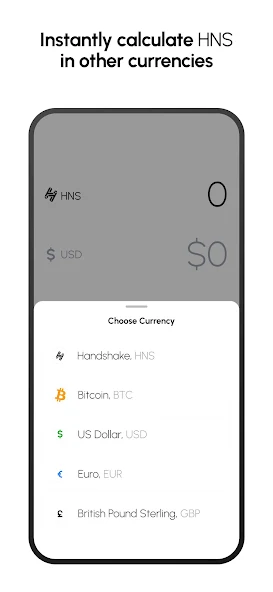 Instantly calculate HNS
in other currencies
HNS
0
$ USD
$0
Choose Currency
Handshake, HNS
Bitcoin, BTC
$ US Dollar, USD
€ Euro, EUR
£ British Pound Sterling, GBP